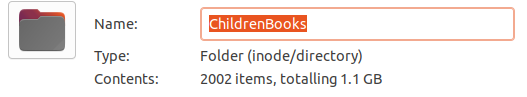 Name: ChildrenBooks
Type: Folder (inode/directory)
Contents: 2002 items, totalling 1.1 GB